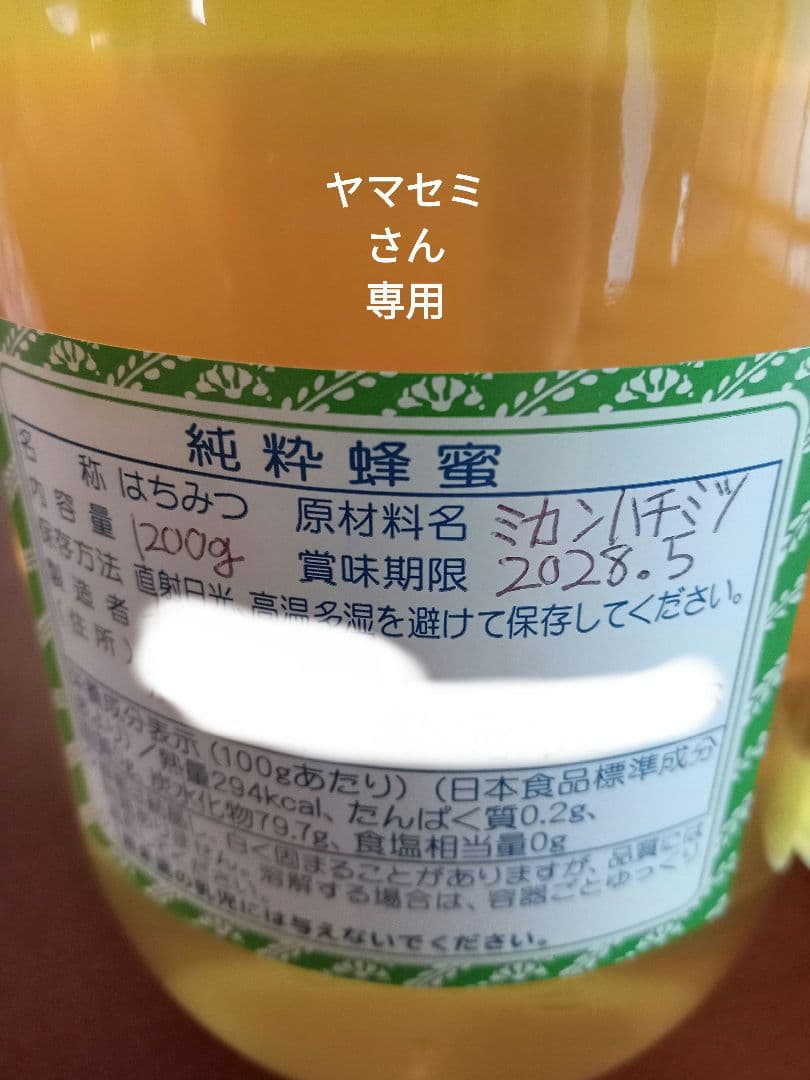 ヤマセミ
さん
専用
純粋蜂蜜
名称 はちみつ 原材料名 ミカンハチミツ
内容量 1200g 賞味期限 2028.5
保存方法 直射日光、高温多湿を避けて保存してください。
製造者
(住所)
成分表示(100gあたり)(日本食品標準成分
/熱量294kcal、たんぱく質0.2g、
炭水化物79.7g、食塩相当量0g
白く固まることがありますが、品質には
ません。溶解する場合は、容器ごとゆっくり
ください。
の乳児には与えないでください。